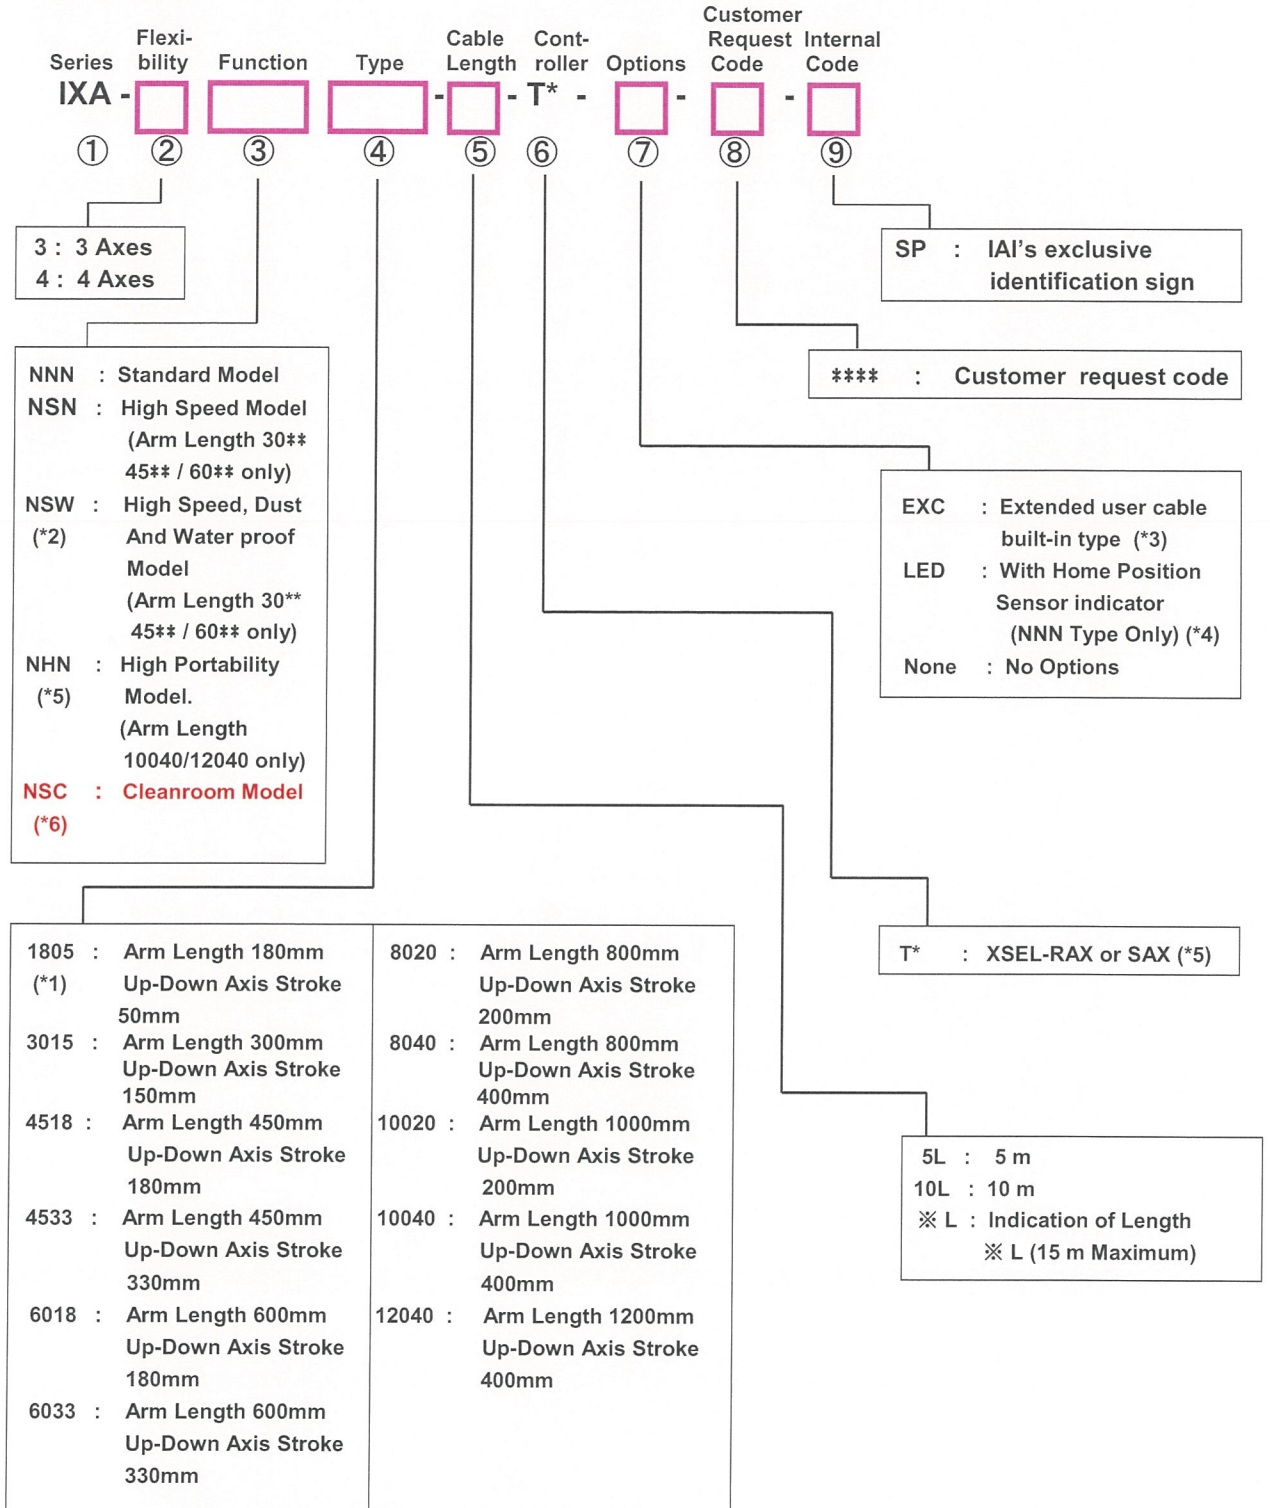 Customer
Flexi-
Cable
Cont-
Request
Internal
Series
bility
Function
Type
Length
roller
Options
Code
Code
IXA -
-
- T* -
-
-
① ② ③ ④ ⑤ ⑥ ⑦ ⑧ ⑨
3 : 3 Axes
4 : 4 Axes
SP : IAI's exclusive
identification sign
**** : Customer request code
NNN : Standard Model
NSN : High Speed Model
(Arm Length 30**
45** / 60** only)
NSW : High Speed, Dust
(*2) And Water proof
Model
(Arm Length 30**
45** / 60** only)
NHN : High Portability
(*5) Model.
(Arm Length
10040/12040 only)
NSC : Cleanroom Model
(*6)
EXC : Extended user cable
built-in type (*3)
LED : With Home Position
Sensor indicator
(NNN Type Only) (*4)
None : No Options
T* : XSEL-RAX or SAX (*5)
1805 : Arm Length 180mm
(*1) Up-Down Axis Stroke
50mm
3015 : Arm Length 300mm
Up-Down Axis Stroke
150mm
4518 : Arm Length 450mm
Up-Down Axis Stroke
180mm
4533 : Arm Length 450mm
Up-Down Axis Stroke
330mm
6018 : Arm Length 600mm
Up-Down Axis Stroke
180mm
6033 : Arm Length 600mm
Up-Down Axis Stroke
330mm
8020 : Arm Length 800mm
Up-Down Axis Stroke
200mm
8040 : Arm Length 800mm
Up-Down Axis Stroke
400mm
10020 : Arm Length 1000mm
Up-Down Axis Stroke
200mm
10040 : Arm Length 1000mm
Up-Down Axis Stroke
400mm
12040 : Arm Length 1200mm
Up-Down Axis Stroke
400mm
5L : 5 m
10L : 10 m
※ L : Indication of Length
※ L (15 m Maximum)